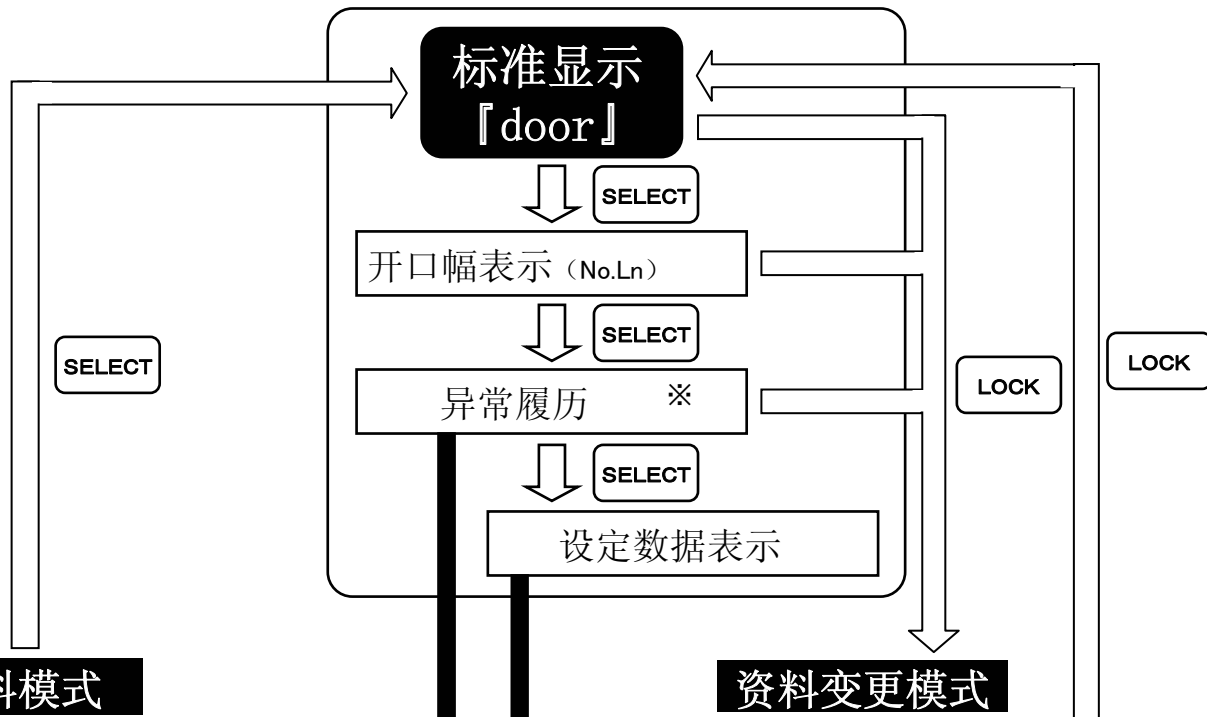 标准显示
『door』
SELECT
开口幅表示（No.Ln）
SELECT
SELECT
LOCK
LOCK
异常履历 ※
SELECT
设定数据表示
料模式
资料变更模式